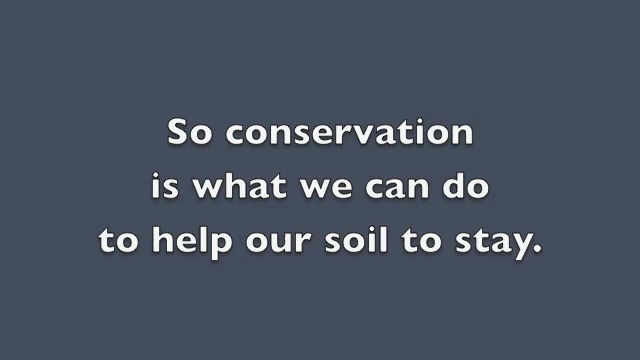 So conservation
is what we can do
to help our soil to stay.